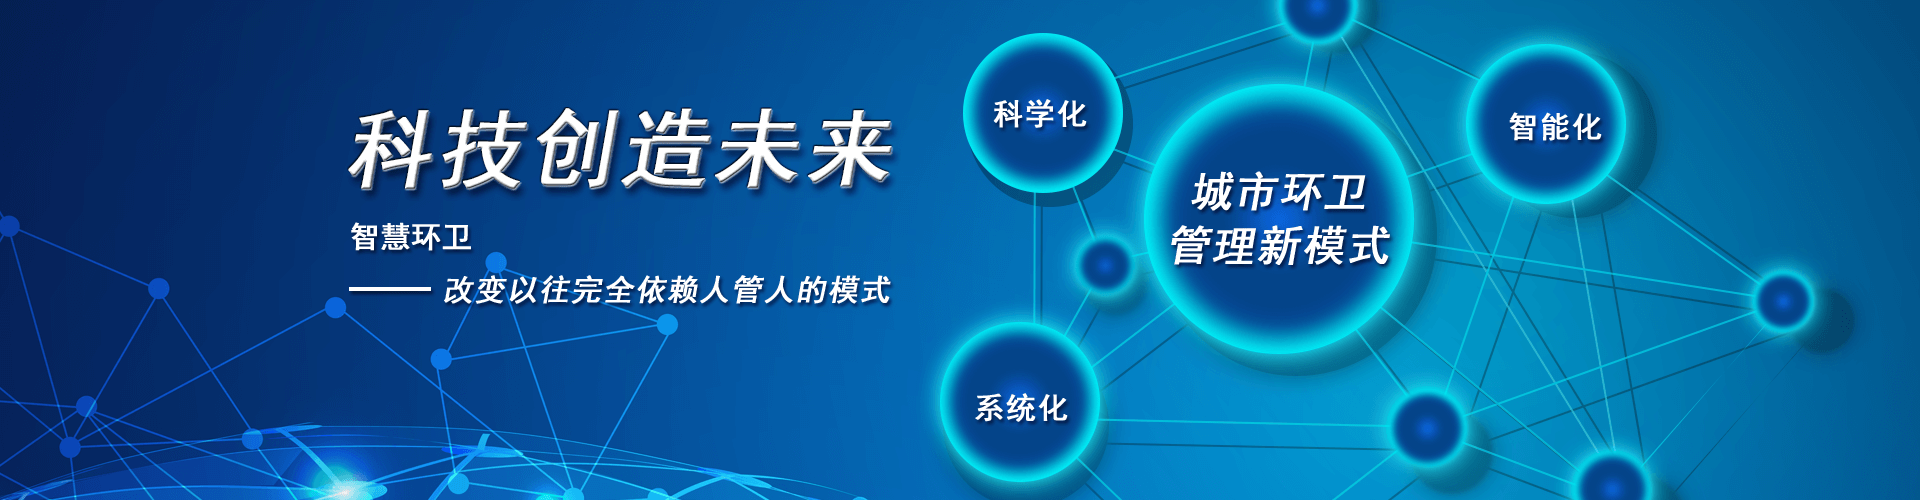 科技创造未来
智慧环卫
——改变以往完全依赖人管人的模式
科学化
智能化
城市环卫
管理新模式
系统化